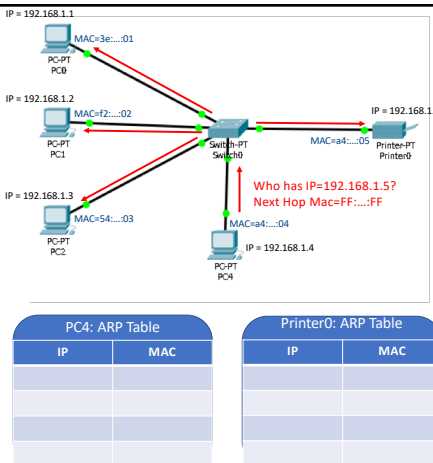 IP = 192.168.1.1
MAC=3e:...:01
PC-PT
PC0
IP = 192.168.1.2
MAC=f2:...:02
PC-PT
PC1
IP = 192.168.1.3
MAC=54:...:03
PC-PT
PC2
Switch-PT
Switch0
IP = 192.168.1.
MAC=a4:...:05
Printer-PT
Printer0
Who has IP=192.168.1.5?
Next Hop Mac=FF:...:FF
MAC=a4:...:04
IP = 192.168.1.4
PC-PT
PC4
PC4: ARP Table
IP MAC
Printer0: ARP Table
IP MAC